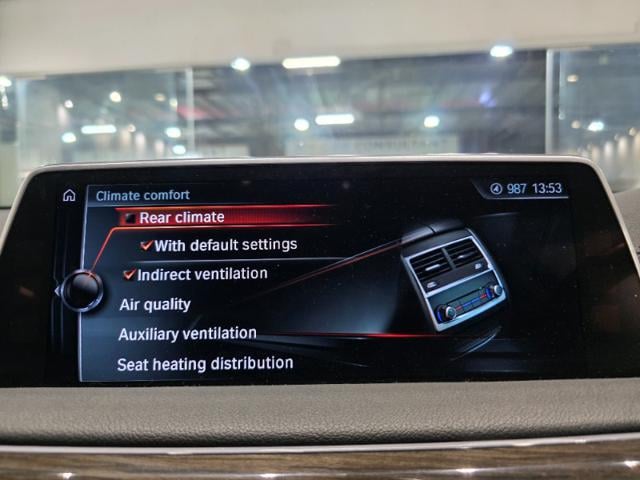 Climate comfort
987 13:53
Rear climate
With default settings
Indirect ventilation
Air quality
Auxiliary ventilation
Seat heating distribution